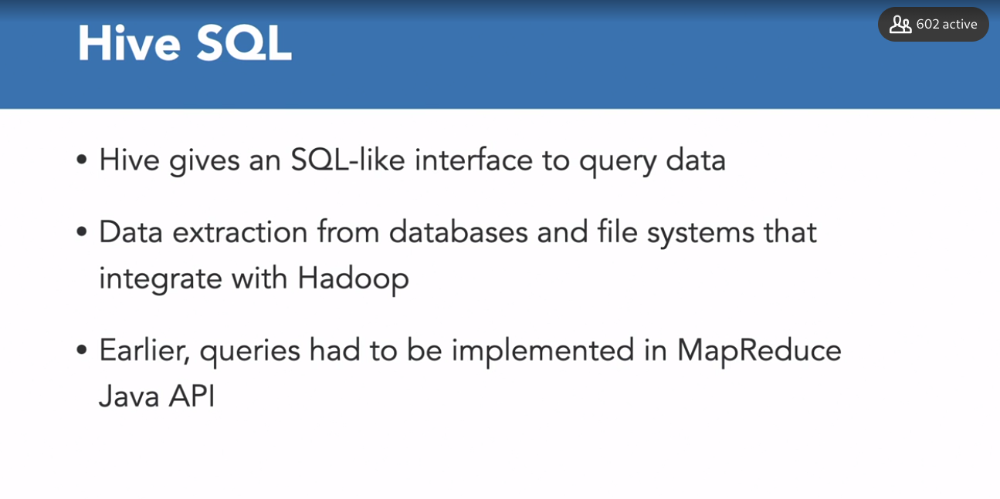 Hive SQL
602 active
• Hive gives an SQL-like interface to query data
• Data extraction from databases and file systems that
integrate with Hadoop
• Earlier, queries had to be implemented in MapReduce
Java API